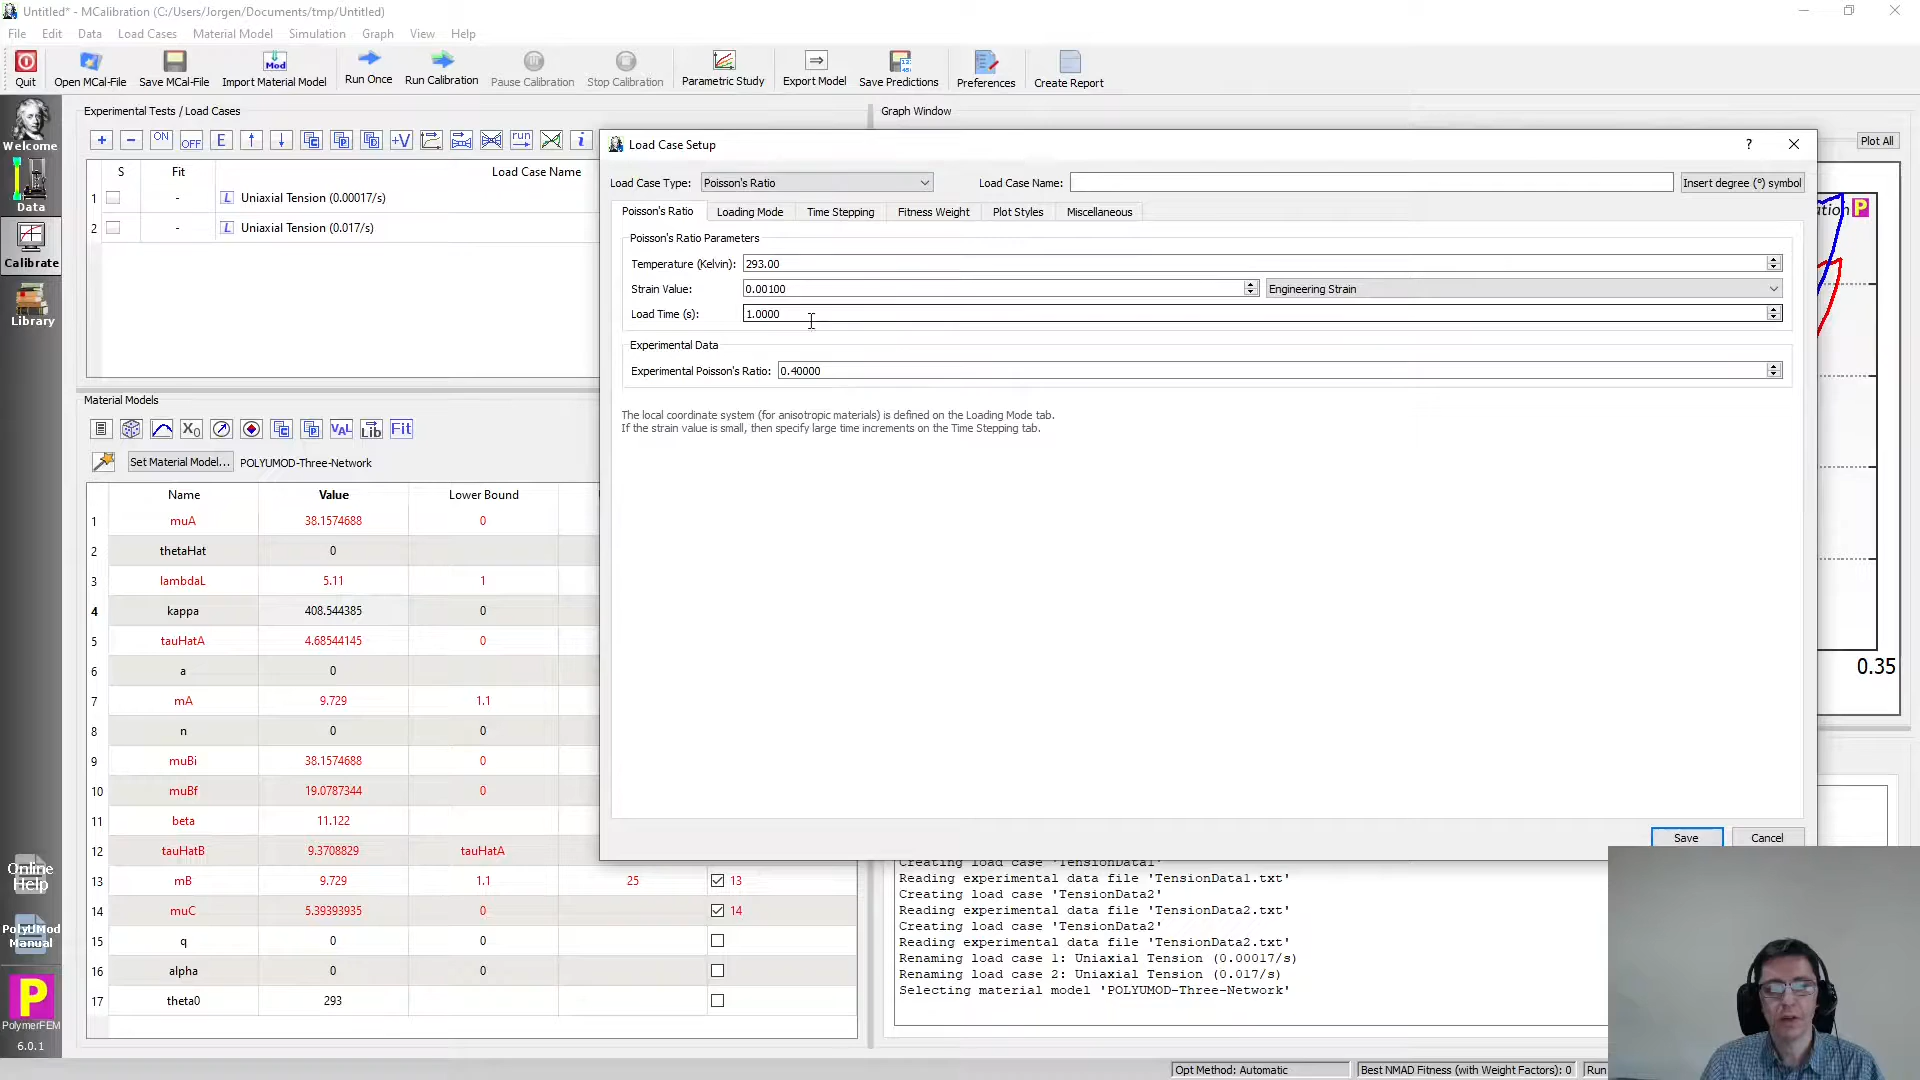 Untitled* - MCalibration (C:/Users/Jorgen/Documents/tmp/Untitled)
File Edit Data Load Cases Material Model Simulation Graph View Help
Quit Open MCal-File Save MCal-File Import Material Model Run Once Run Calibration Pause Calibration Stop Calibration Parametric Study Export Model Save Predictions Preferences Create Report
Mod
Welcome
Data
Calibrate
Library
Online
Help
PolyUMod
Manual
P
PolymerFEM
6.0.1
Experimental Tests / Load Cases
+ - ON OFF E +V run i
S Fit Load Case Name
1 - L Uniaxial Tension (0.00017/s)
2 - L Uniaxial Tension (0.017/s)
Material Models
X0 VAL Lib Fit
Set Material Model... POLYUMOD-Three-Network
Name Value Lower Bound
1 muA 38.1574688 0
2 thetaHat 0
3 lambdaL 5.11 1
4 kappa 408.544385 0
5 tauHatA 4.68544145 0
6 a 0
7 mA 9.729 1.1
8 n 0 0
9 muBi 38.1574688 0
10 muBf 19.0787344 0
11 beta 11.122
12 tauHatB 9.3708829 tauHatA
13 mB 9.729 1.1 25 13
14 muC 5.39393935 0 14
15 q 0 0
16 alpha 0 0
17 theta0 293
Graph Window
Plot All
ation P
0.35
Load Case Setup ?
Load Case Type: Poisson's Ratio Load Case Name: Insert degree (°) symbol
Poisson's Ratio Loading Mode Time Stepping Fitness Weight Plot Styles Miscellaneous
Poisson's Ratio Parameters
Temperature (Kelvin): 293.00
Strain Value: 0.00100 Engineering Strain
Load Time (s): 1.0000
Experimental Data
Experimental Poisson's Ratio: 0.40000
The local coordinate system (for anisotropic materials) is defined on the Loading Mode tab.
If the strain value is small, then specify large time increments on the Time Stepping tab.
Save Cancel
Creating load case 'TensionData1'
Reading experimental data file 'TensionData1.txt'
Creating load case 'TensionData2'
Reading experimental data file 'TensionData2.txt'
Creating load case 'TensionData2'
Reading experimental data file 'TensionData2.txt'
Renaming load case 1: Uniaxial Tension (0.00017/s)
Renaming load case 2: Uniaxial Tension (0.017/s)
Selecting material model 'POLYUMOD-Three-Network'
Opt Method: Automatic Best NMAD Fitness (with Weight Factors): 0 Run